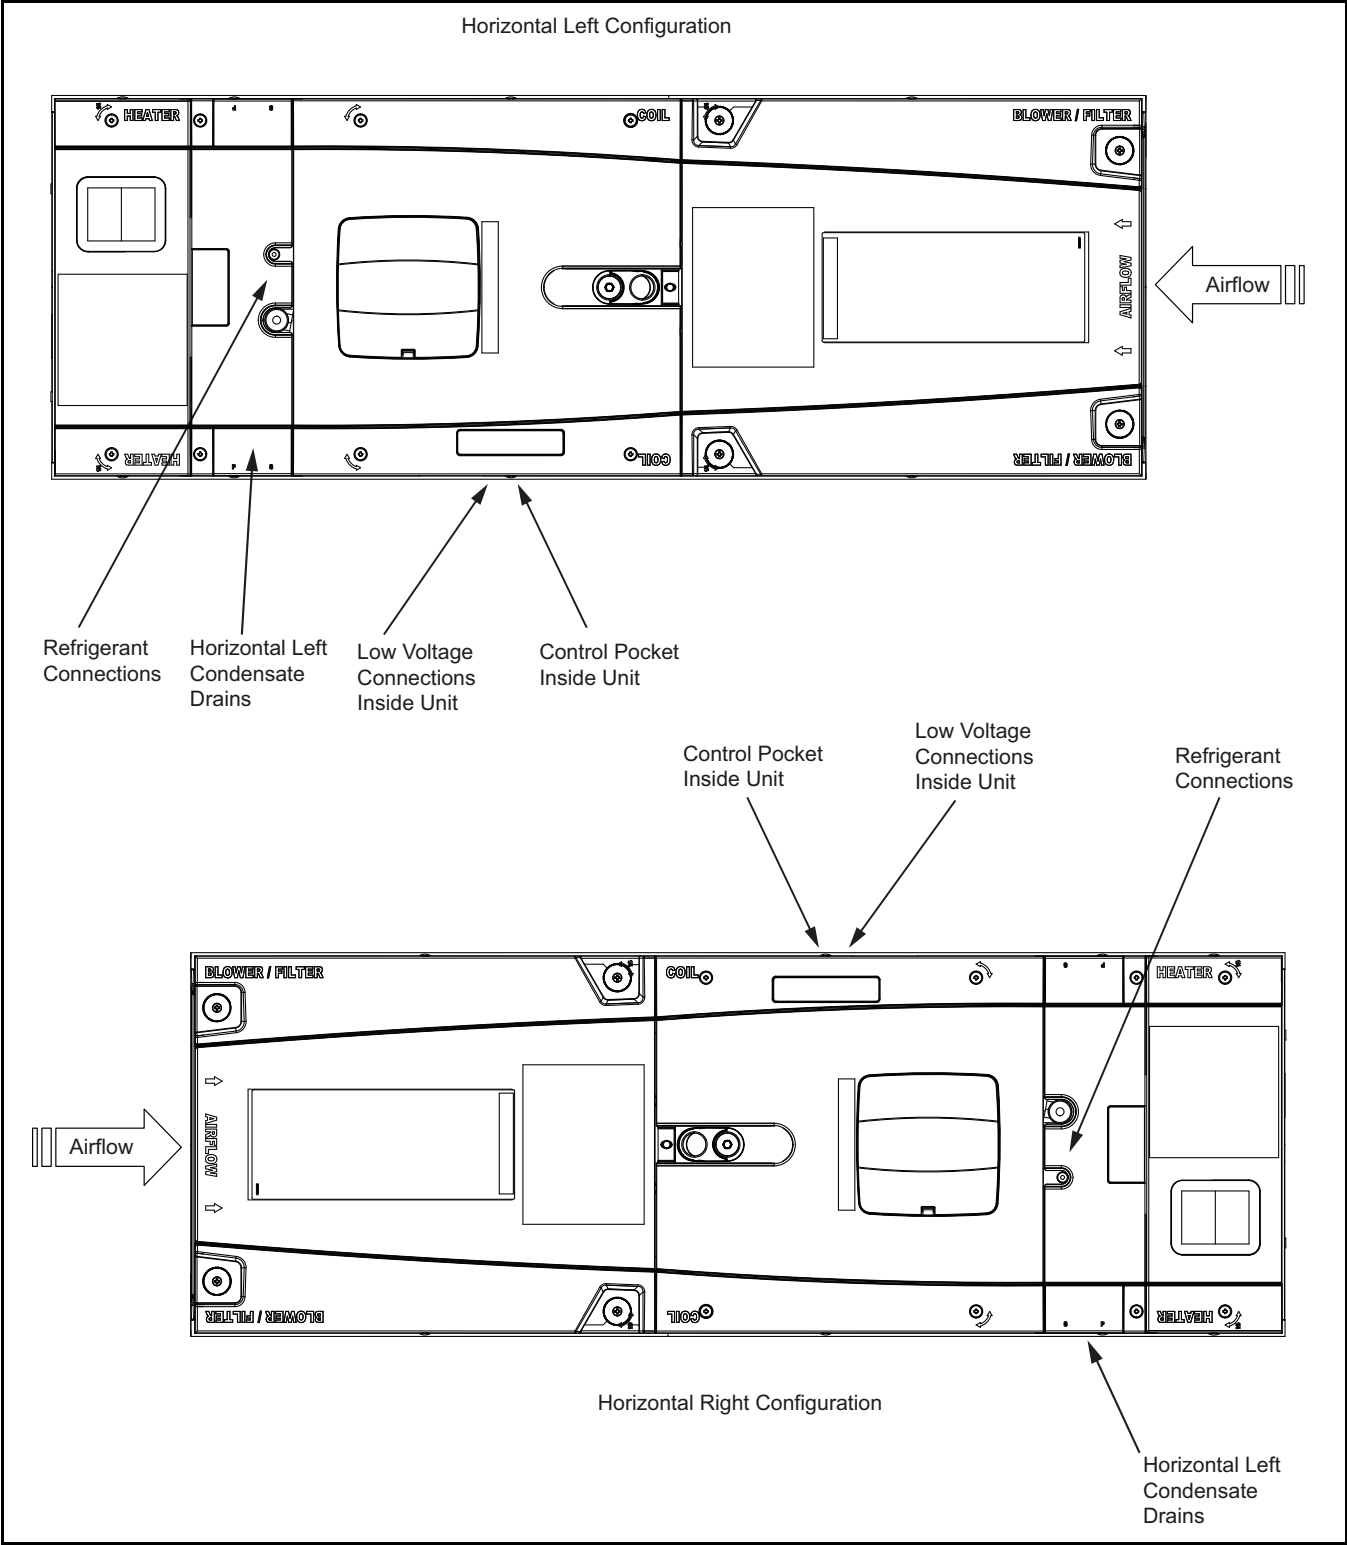 Horizontal Left Configuration
HEATER
COIL
BLOWER / FILTER
AIRFLOW
Airflow
HEATER
COIL
BLOWER / FILTER
Refrigerant
Connections
Horizontal Left
Condensate
Drains
Low Voltage
Connections
Inside Unit
Control Pocket
Inside Unit
Control Pocket
Inside Unit
Low Voltage
Connections
Inside Unit
Refrigerant
Connections
BLOWER / FILTER
COIL
HEATER
Airflow
AIRFLOW
BLOWER / FILTER
COIL
HEATER
Horizontal Right Configuration
Horizontal Left
Condensate
Drains